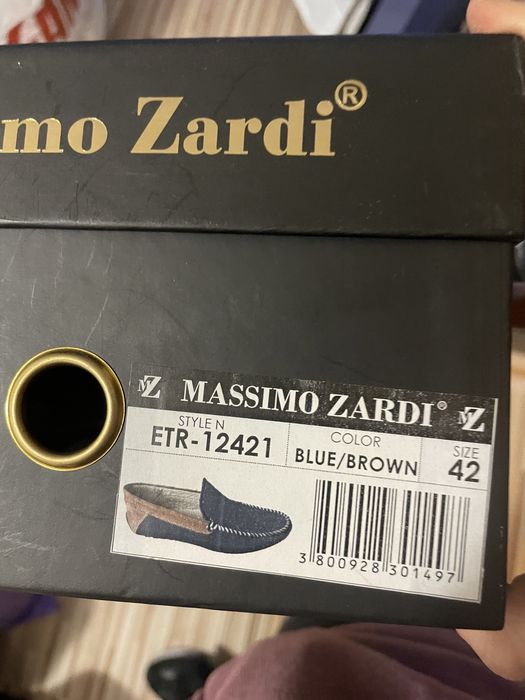 mo Zardi®
MZ MASSIMO ZARDI® MZ
STYLE N
ETR-12421
COLOR
BLUE/BROWN
SIZE
42
3 800928 301497